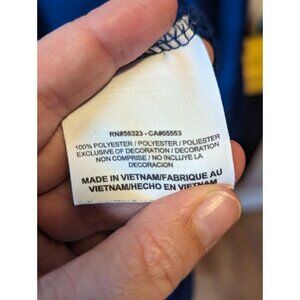 RN#56323 - CA#05553
100% POLYESTER / POLYESTER / POLIESTER
EXCLUSIVE OF DECORATION / DECORATION
NON COMPRISE / NO INCLUYE LA
DECORACION
MADE IN VIETNAM/FABRIQUE AU
VIETNAM/HECHO EN VIETNAM